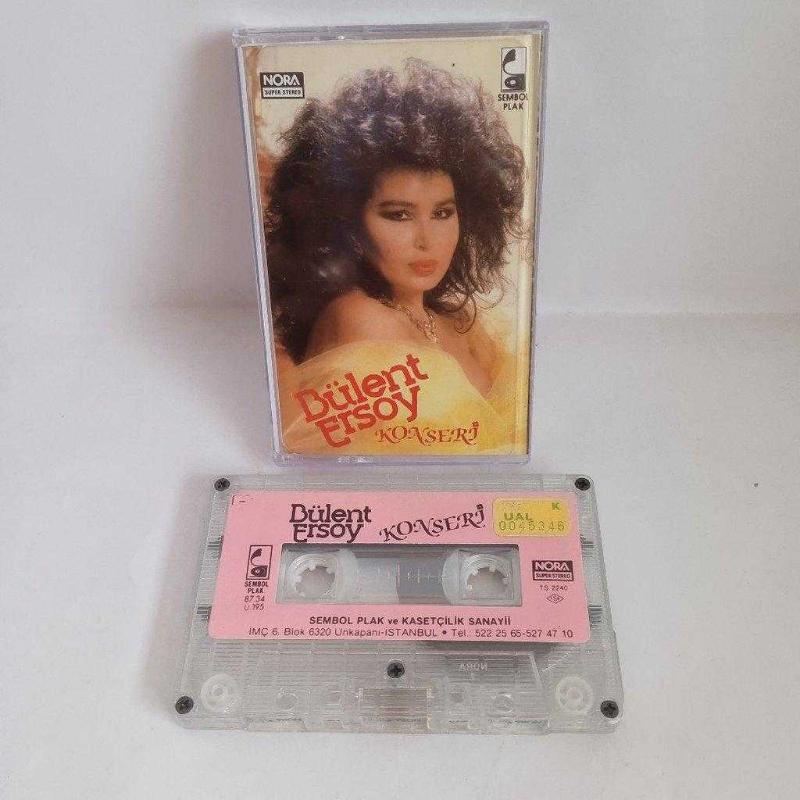 NORA
SUPER STEREO
SEMBOL
PLAK
Bülent
Ersoy
KONSERİ
Bülent
Ersoy
KONSERİ
K
UAL
0045346
SEMBOL
PLAK
87.34
U.195
NORA
SUPER STEREO
TS 2240
SEMBOL PLAK ve KASETÇİLİK SANAYİİ
İMÇ 6. Blok 6320 Unkapanı-İSTANBUL • Tel.: 522 25 65-527 47 10